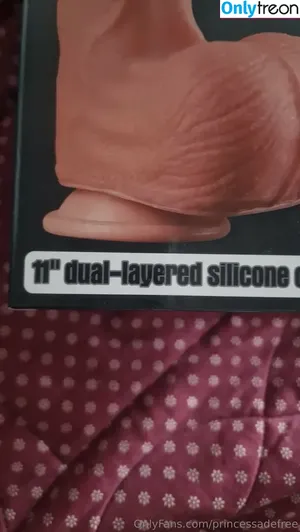 Onlytreon
11" dual-layered silicone
OnlyFans.com/princessadefree